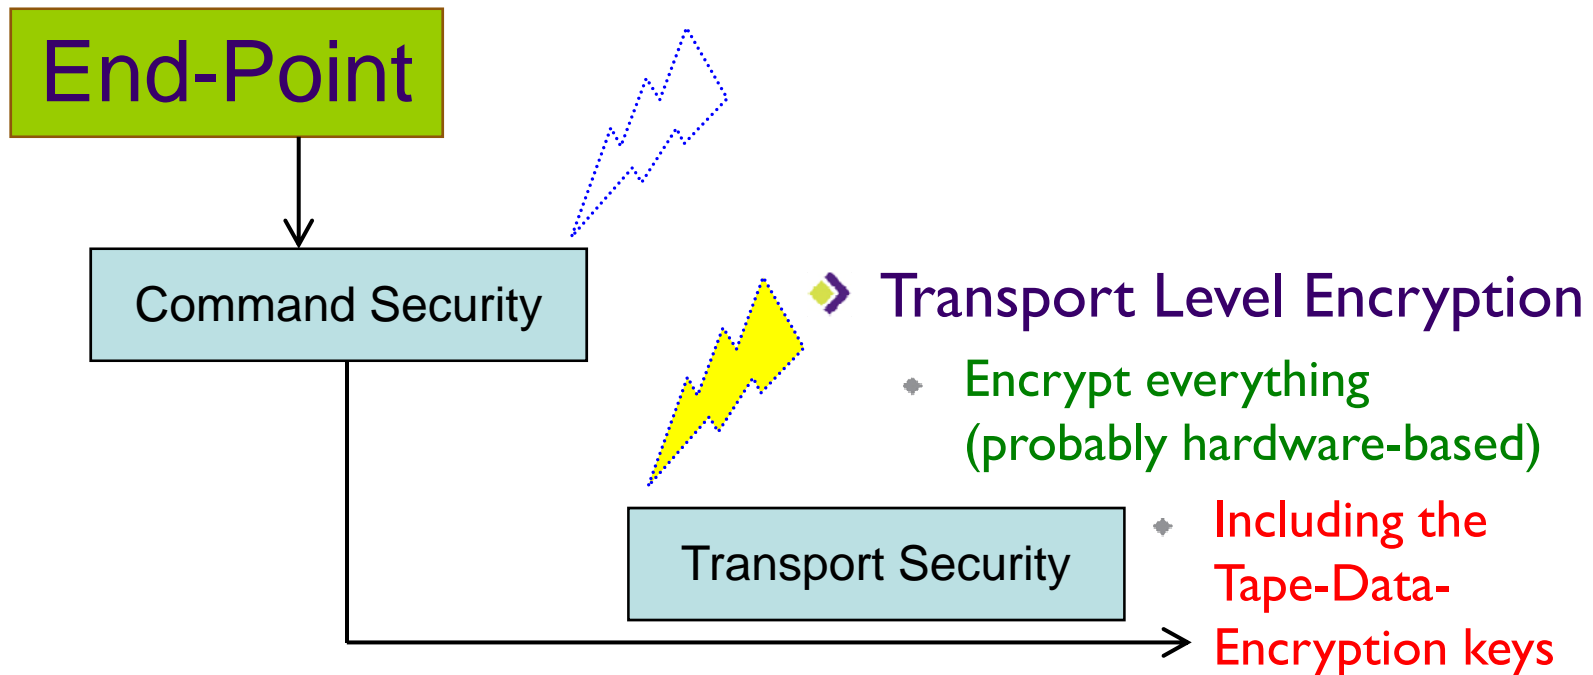 End-Point
Command Security
Transport Level Encryption
Encrypt everything
(probably hardware-based)
Transport Security
Including the
Tape-Data-
Encryption keys